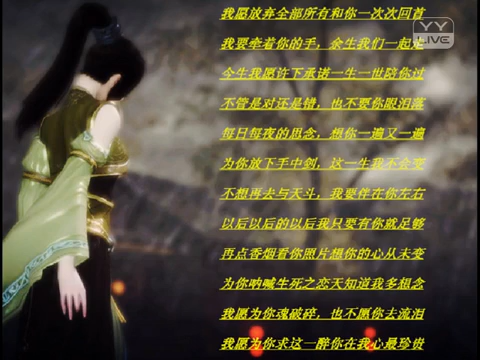 我愿放弃全部所有和你一次次回首
YY
LIVE
我要牵着你的手，余生我们一起走
今生我愿许下承诺一生一世陪你过
不管是对还是错，也不要你眼泪落
每日每夜的思念，想你一遍又一遍
为你放下手中剑，这一生我不会变
不想再去与天斗，我要伴在你左右
以后以后的以后我只要有你就足够
再点香烟看你照片想你的心从未变
为你呐喊生死之恋天知道我多想念
我愿为你魂破碎，也不愿你去流泪
我愿为你求这一醉你在我心最珍贵